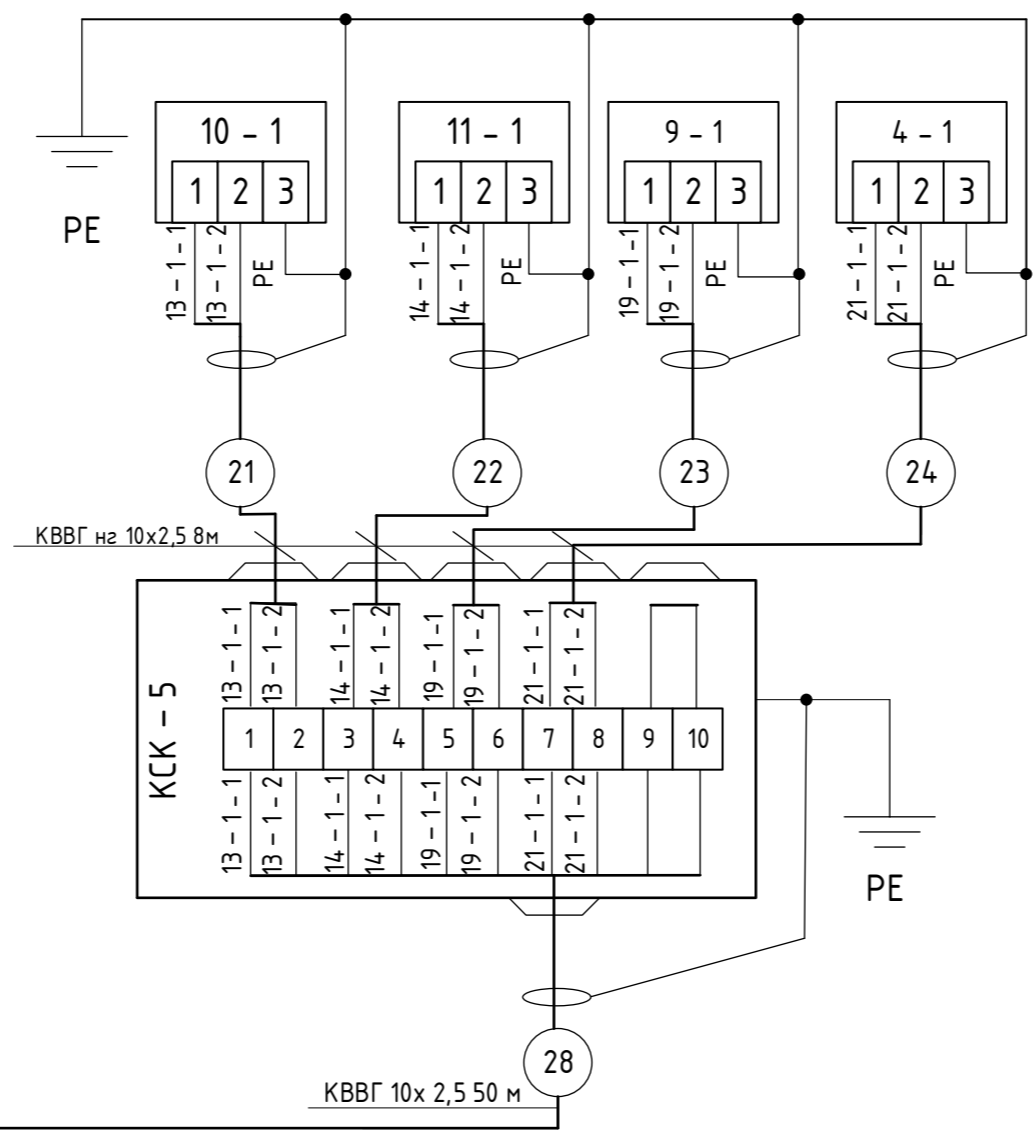 10 – 1
11 – 1
9 – 1
4 – 1
1 2 3
1 2 3
1 2 3
1 2 3
PE
13 – 1 – 1
13 – 1 – 2
PE
14 – 1 – 1
14 – 1 – 2
PE
19 – 1 – 1
19 – 1 – 2
PE
21 – 1 – 1
21 – 1 – 2
PE
21
22
23
24
КВВГ нг 10х2,5 8м
КСК – 5
13 – 1 – 1
13 – 1 – 2
14 – 1 – 1
14 – 1 – 2
19 – 1 – 1
19 – 1 – 2
21 – 1 – 1
21 – 1 – 2
1 2 3 4 5 6 7 8 9 10
13 – 1 – 1
13 – 1 – 2
14 – 1 – 1
14 – 1 – 2
19 – 1 – 1
19 – 1 – 2
21 – 1 – 1
21 – 1 – 2
PE
28
КВВГ 10х 2,5 50 м